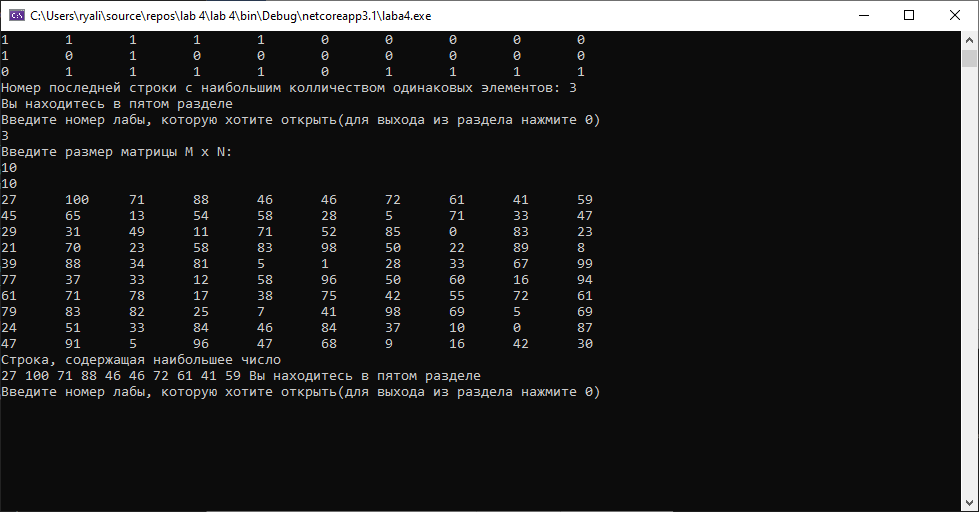 C:\Users\ryali\source\repos\lab 4\lab 4\bin\Debug\netcoreapp3.1\laba4.exe
1 1 1 1 1 0 0 0 0 0
1 0 1 0 0 0 0 0 0 0
0 1 1 1 1 0 1 1 1 1
Номер последней строки с наибольшим колличеством одинаковых элементов: 3
Вы находитесь в пятом разделе
Введите номер лабы, которую хотите открыть(для выхода из раздела нажмите 0)
3
Введите размер матрицы M x N:
10
10
27 100 71 88 46 46 72 61 41 59
45 65 13 54 58 28 5 71 33 47
29 31 49 11 71 52 85 0 83 23
21 70 23 58 83 98 50 22 89 8
39 88 34 81 5 1 28 33 67 99
77 37 33 12 58 96 50 60 16 94
61 71 78 17 38 75 42 55 72 61
79 83 82 25 7 41 98 69 5 69
24 51 33 84 46 84 37 10 0 87
47 91 5 96 47 68 9 16 42 30
Строка, содержащая наибольшее число
27 100 71 88 46 46 72 61 41 59 Вы находитесь в пятом разделе
Введите номер лабы, которую хотите открыть(для выхода из раздела нажмите 0)